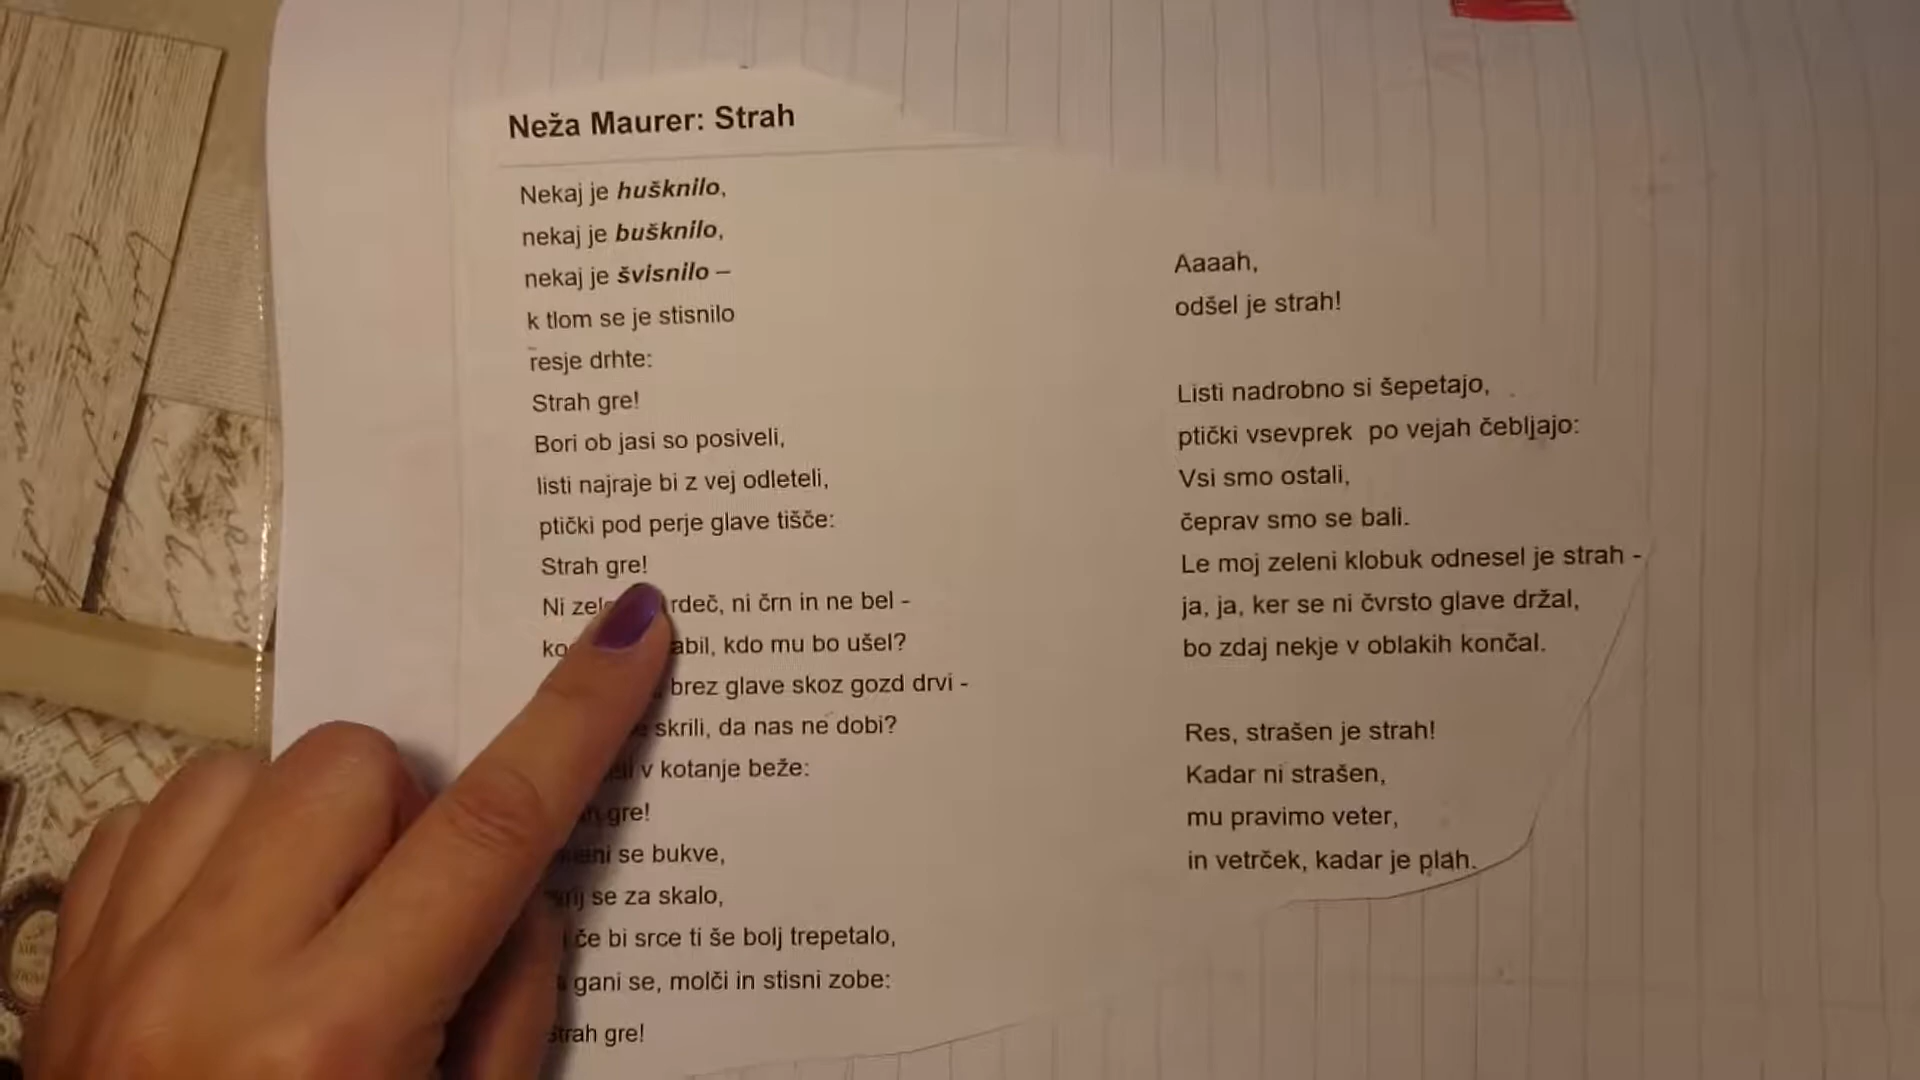 Neža Maurer: Strah
Nekaj je hušknilo,
nekaj je bušknilo,
nekaj je švisnilo –
k tlom se je stisnilo
resje drhte:
Strah gre!
Bori ob jasi so posiveli,
listi najraje bi z vej odleteli,
ptički pod perje glave tišče:
Strah gre!
Ni rdeč, ni črn in ne bel -
kdo mu bo ušel?
brez glave skoz gozd drvi -
skrili, da nas ne dobi?
v kotanje beže:
gre!
se bukve,
se za skalo,
če bi srce ti še bolj trepetalo,
gani se, molči in stisni zobe:
Strah gre!
Aaaah,
odšel je strah!
Listi nadrobno si šepetajo,
ptički vsevprek po vejah čebljajo:
Vsi smo ostali,
čeprav smo se bali.
Le moj zeleni klobuk odnesel je strah -
ja, ja, ker se ni čvrsto glave držal,
bo zdaj nekje v oblakih končal.
Res, strašen je strah!
Kadar ni strašen,
mu pravimo veter,
in vetrček, kadar je plah.